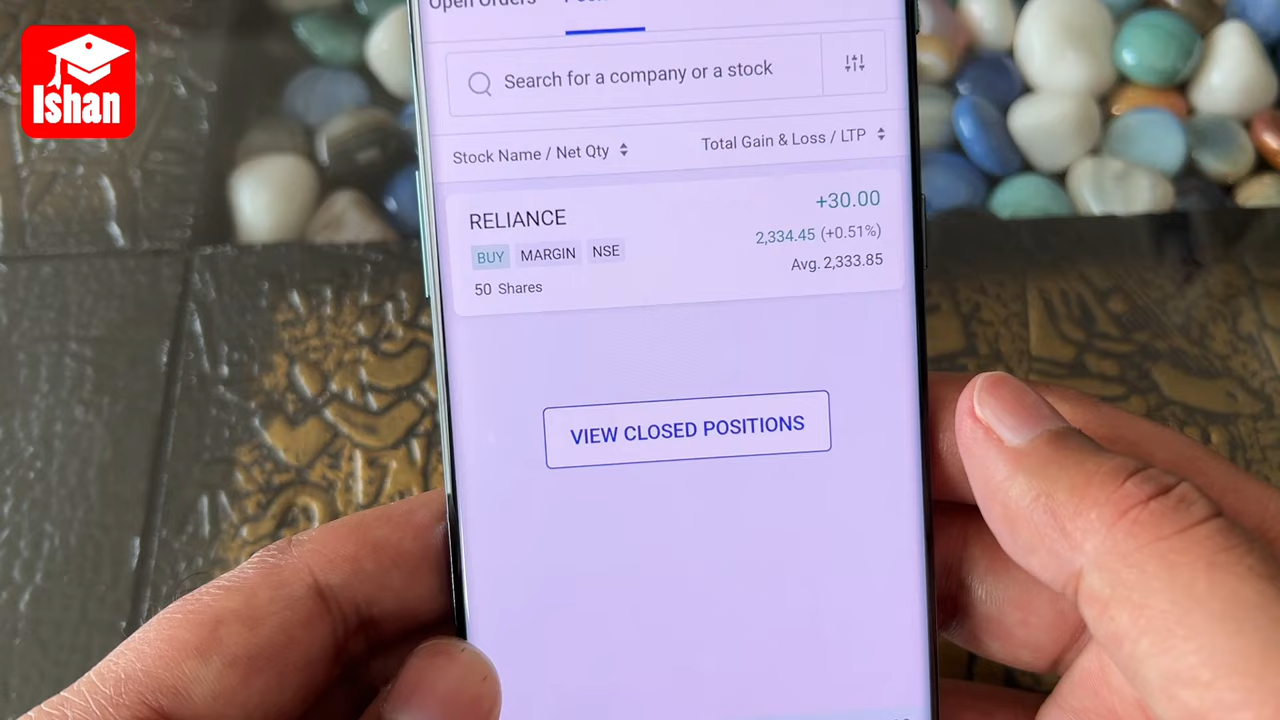 Ishan
Open Orders
Search for a company or a stock
Stock Name / Net Qty
Total Gain & Loss / LTP
RELIANCE
+30.00
BUY MARGIN NSE
2,334.45 (+0.51%)
50 Shares
Avg. 2,333.85
VIEW CLOSED POSITIONS